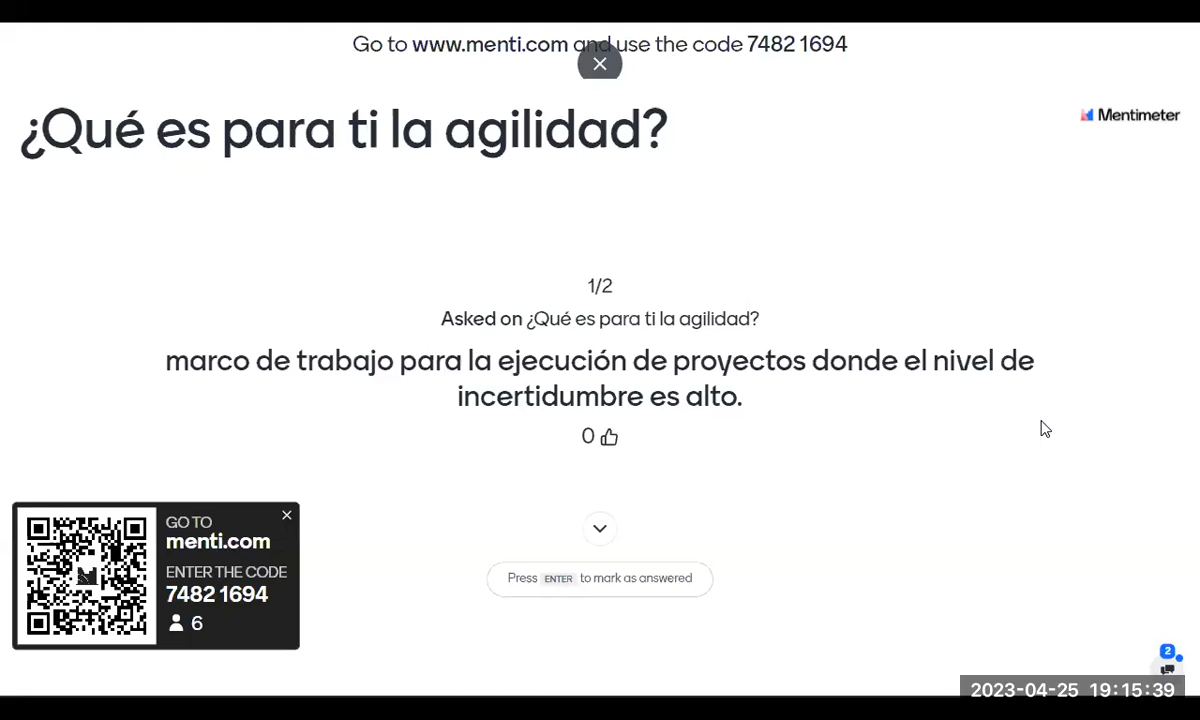 Go to www.menti.com and use the code 7482 1694
¿Qué es para ti la agilidad?
Mentimeter
1/2
Asked on ¿Qué es para ti la agilidad?
marco de trabajo para la ejecución de proyectos donde el nivel de
incertidumbre es alto.
0
GO TO
menti.com
ENTER THE CODE
7482 1694
6
Press ENTER to mark as answered
2
2023-04-25 19:15:39